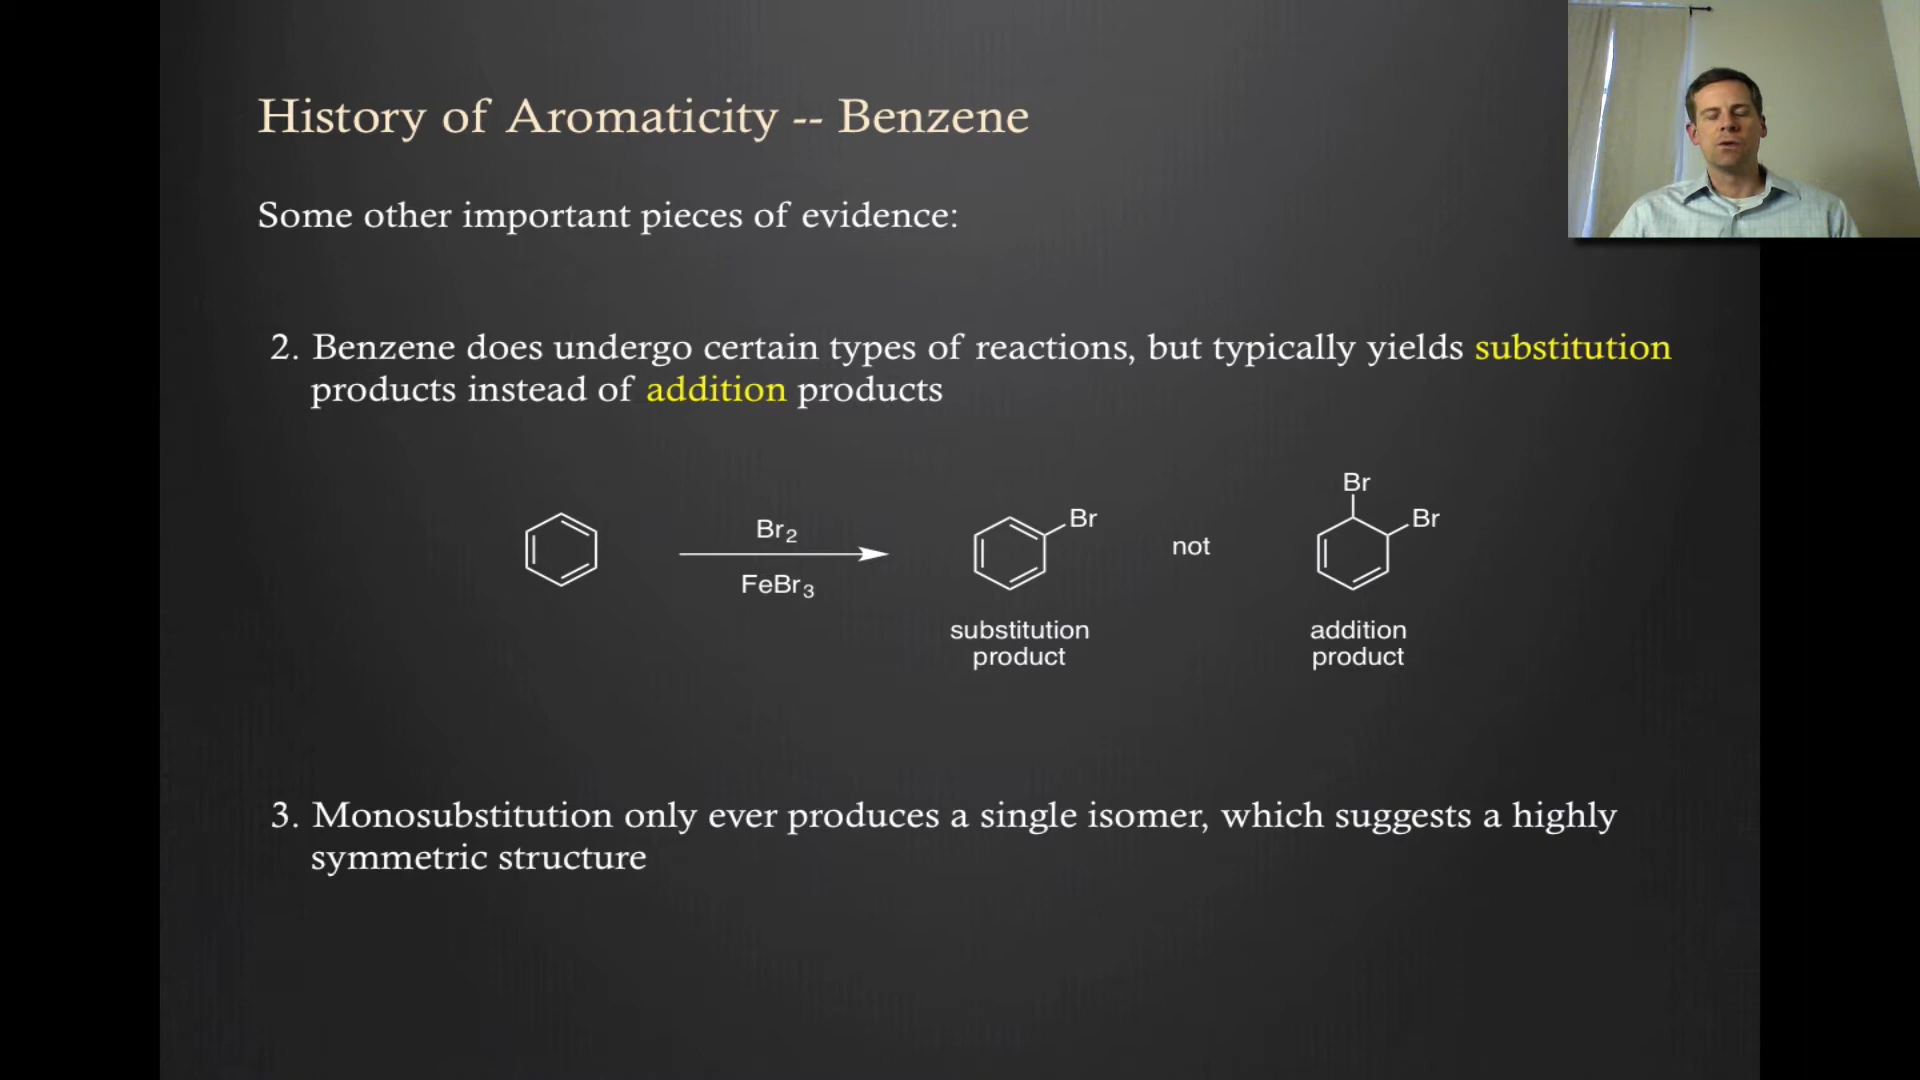 History of Aromaticity -- Benzene
Some other important pieces of evidence:
2. Benzene does undergo certain types of reactions, but typically yields substitution
products instead of addition products
Br
Br2
Br
not
Br
FeBr3
substitution
product
addition
product
3. Monosubstitution only ever produces a single isomer, which suggests a highly
symmetric structure